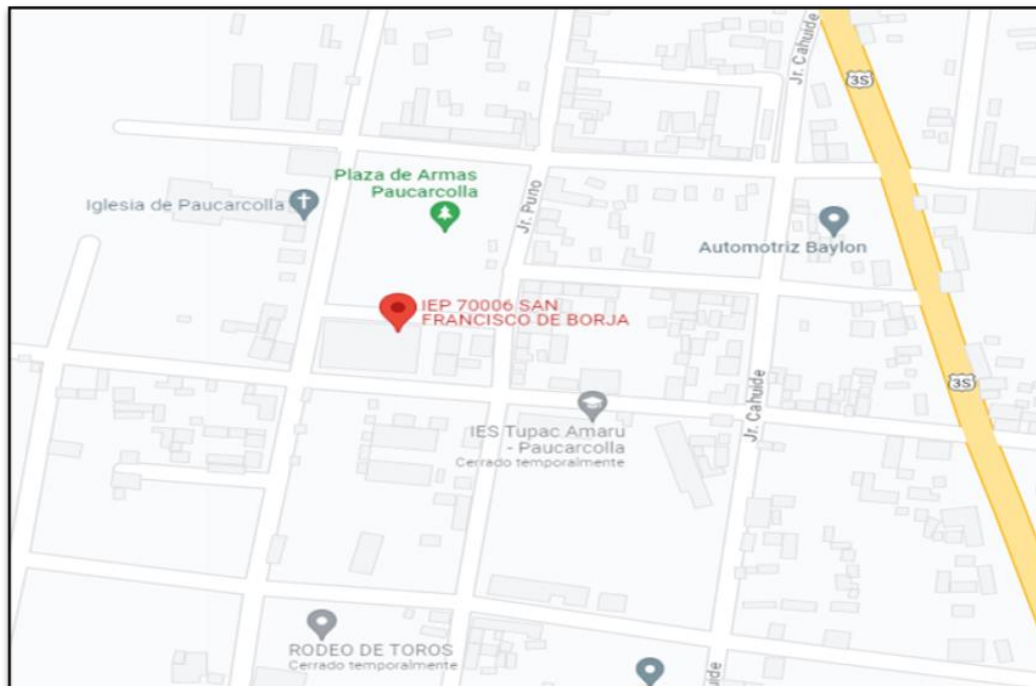 Jr. Cahuide
3S
Plaza de Armas
Paucarcolla
Iglesia de Paucarcolla
Jr. Puno
Automotriz Baylon
IEP 70006 SAN
FRANCISCO DE BORJA
3S
Jr. Cahuide
IES Tupac Amaru
- Paucarcolla
Cerrado temporalmente
RODEO DE TOROS
Cerrado temporalmente
uide